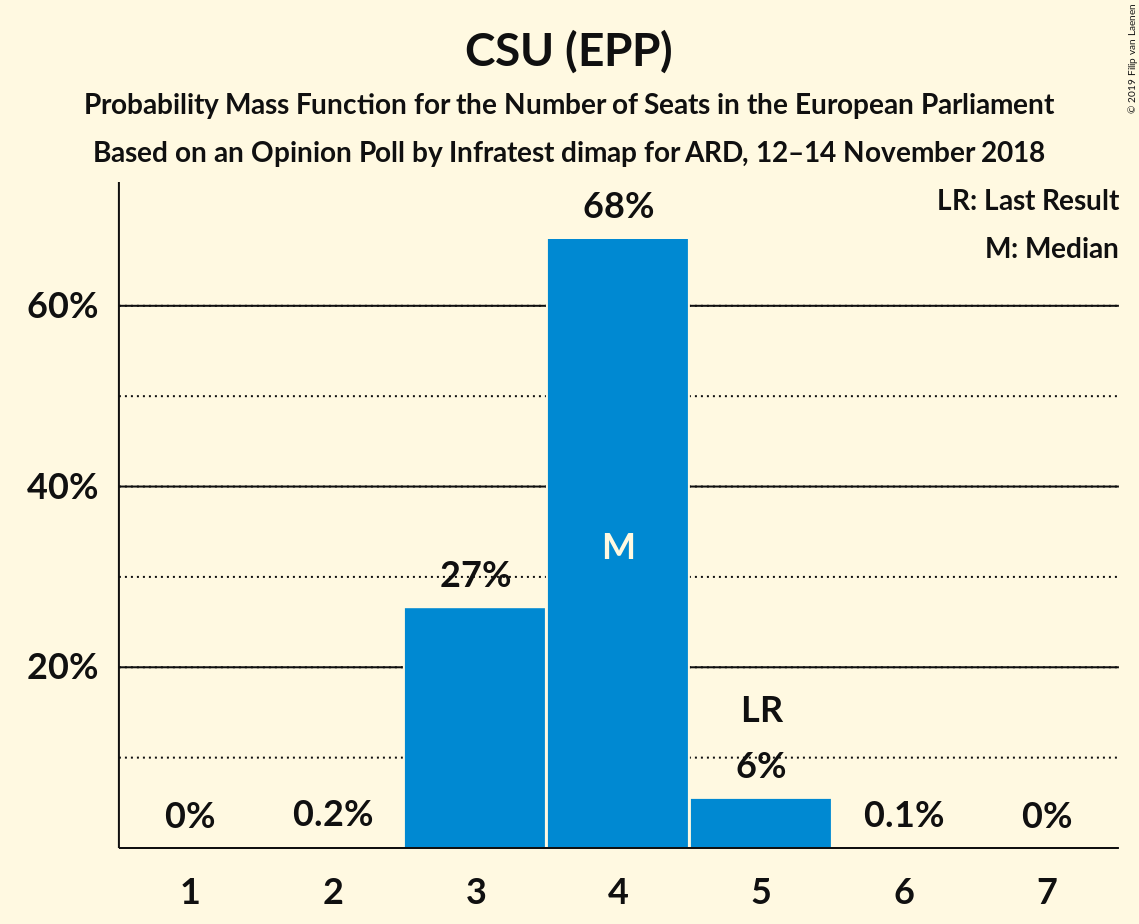 CSU (EPP)
Probability Mass Function for the Number of Seats in the European Parliament
Based on an Opinion Poll by Infratest dimap for ARD, 12–14 November 2018
© 2019 Filip van Laenen
LR: Last Result
M: Median
60%
40%
20%
0%
0.2%
27%
68%
M
LR
6%
0.1%
0%
1
2
3
4
5
6
7